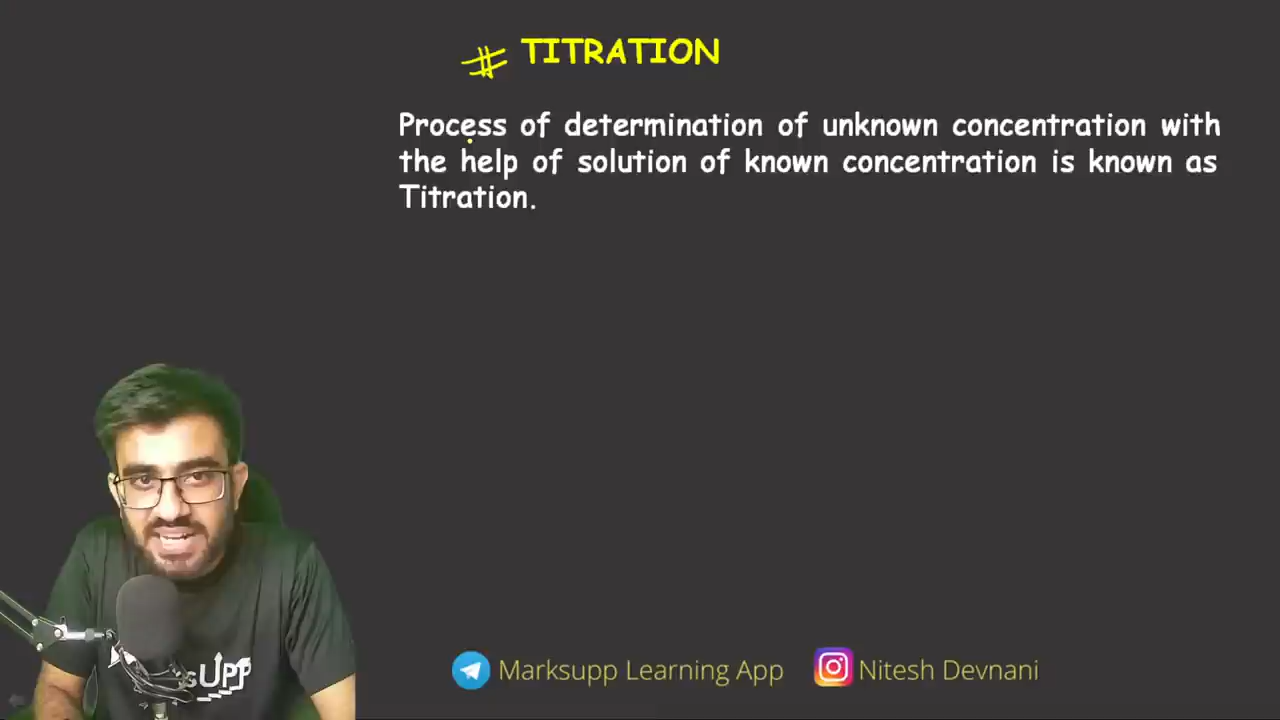 # TITRATION
Process of determination of unknown concentration with
the help of solution of known concentration is known as
Titration.
sUPP
Marksupp Learning App
Nitesh Devnani